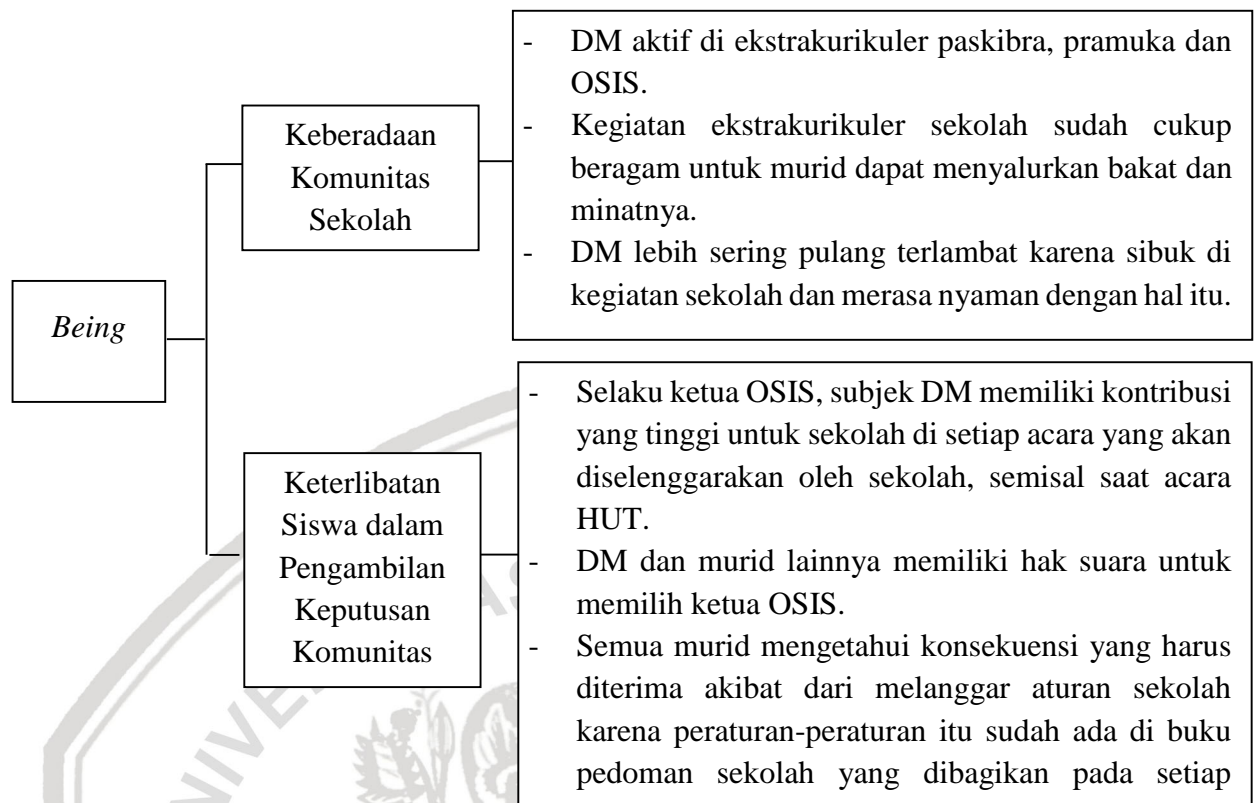 - DM aktif di ekstrakurikuler paskibra, pramuka dan
OSIS.
- Kegiatan ekstrakurikuler sekolah sudah cukup
beragam untuk murid dapat menyalurkan bakat dan
minatnya.
- DM lebih sering pulang terlambat karena sibuk di
kegiatan sekolah dan merasa nyaman dengan hal itu.
Keberadaan
Komunitas
Sekolah
Being
- Selaku ketua OSIS, subjek DM memiliki kontribusi
yang tinggi untuk sekolah di setiap acara yang akan
diselenggarakan oleh sekolah, semisal saat acara
HUT.
- DM dan murid lainnya memiliki hak suara untuk
memilih ketua OSIS.
- Semua murid mengetahui konsekuensi yang harus
diterima akibat dari melanggar aturan sekolah
karena peraturan-peraturan itu sudah ada di buku
pedoman sekolah yang dibagikan pada setiap
Keterlibatan
Siswa dalam
Pengambilan
Keputusan
Komunitas